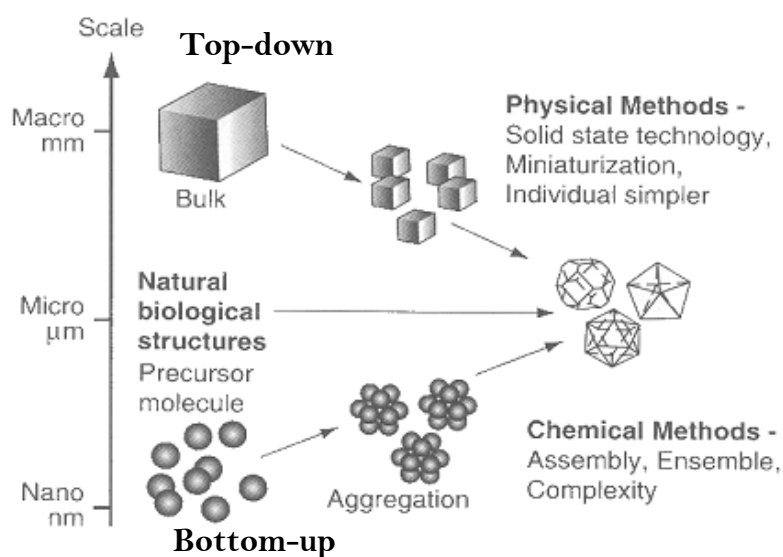 Scale
Top-down
Macro
mm
Bulk
Physical Methods -
Solid state technology,
Miniaturization,
Individual simpler
Micro
μm
Natural
biological
structures
Precursor
molecule
Nano
nm
Aggregation
Chemical Methods -
Assembly, Ensemble,
Complexity
Bottom-up